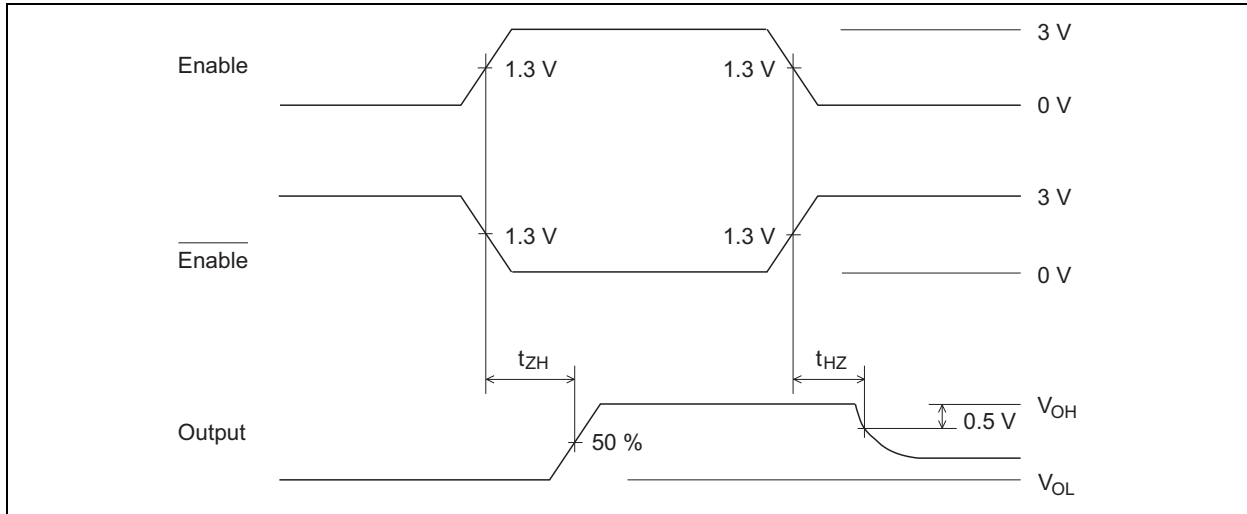 3 V
Enable
1.3 V
1.3 V
0 V
3 V
1.3 V
1.3 V
Enable
0 V
tZH
tHZ
VOH
0.5 V
Output
50 %
VOL